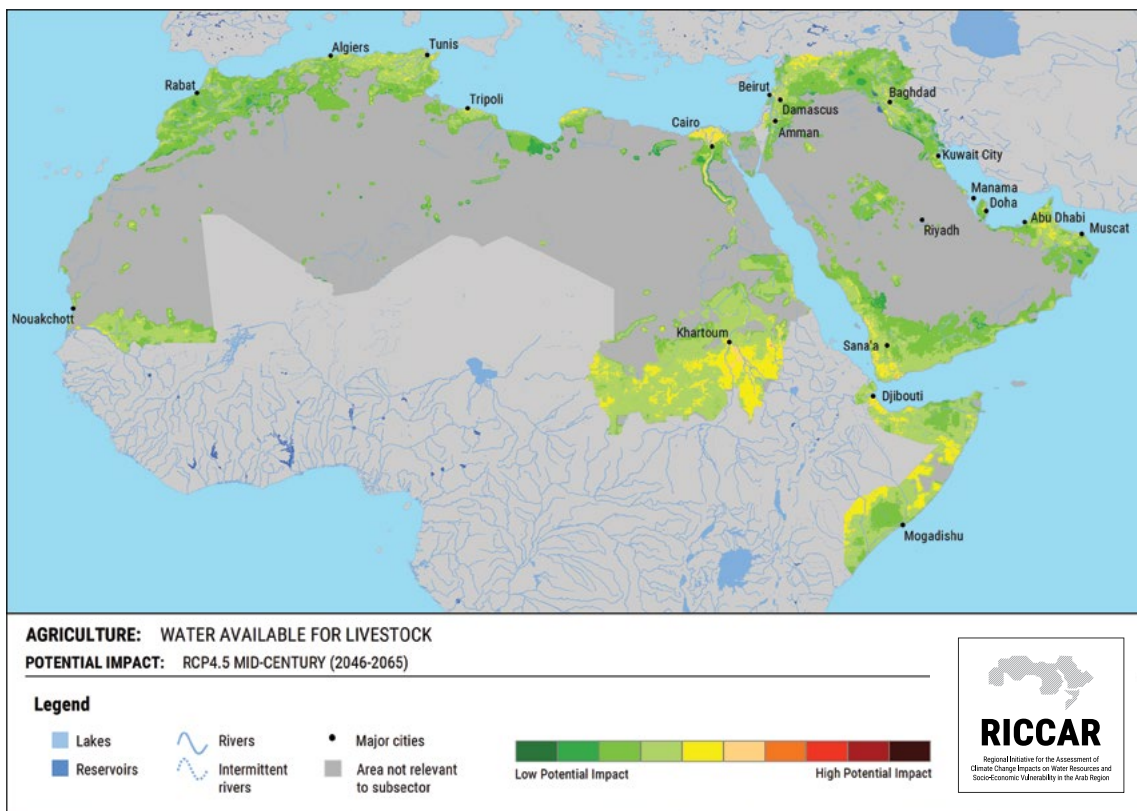 Algiers
Tunis
Rabat
Tripoli
Beirut
Damascus
Baghdad
Cairo
Amman
Kuwait City
Manama
Doha
Abu Dhabi
Riyadh
Muscat
Nouakchott
Khartoum
Sana'a
Djibouti
Mogadishu
AGRICULTURE: WATER AVAILABLE FOR LIVESTOCK
POTENTIAL IMPACT: RCP4.5 MID-CENTURY (2046-2065)
Legend
Lakes
Reservoirs
Rivers
Intermittent
rivers
Major cities
Area not relevant
to subsector
Low Potential Impact
High Potential Impact
RICCAR
Regional Initiative for the Assessment of
Climate Change Impacts on Water Resources and
Socio-Economic Vulnerability in the Arab Region